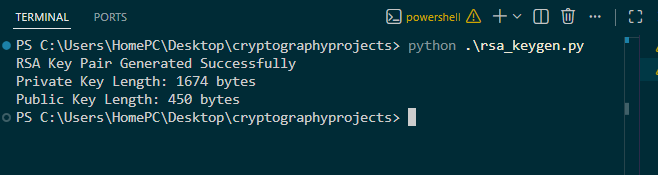 TERMINAL PORTS powershell
PS C:\Users\HomePC\Desktop\cryptographyprojects> python .\rsa_keygen.py
RSA Key Pair Generated Successfully
Private Key Length: 1674 bytes
Public Key Length: 450 bytes
PS C:\Users\HomePC\Desktop\cryptographyprojects>